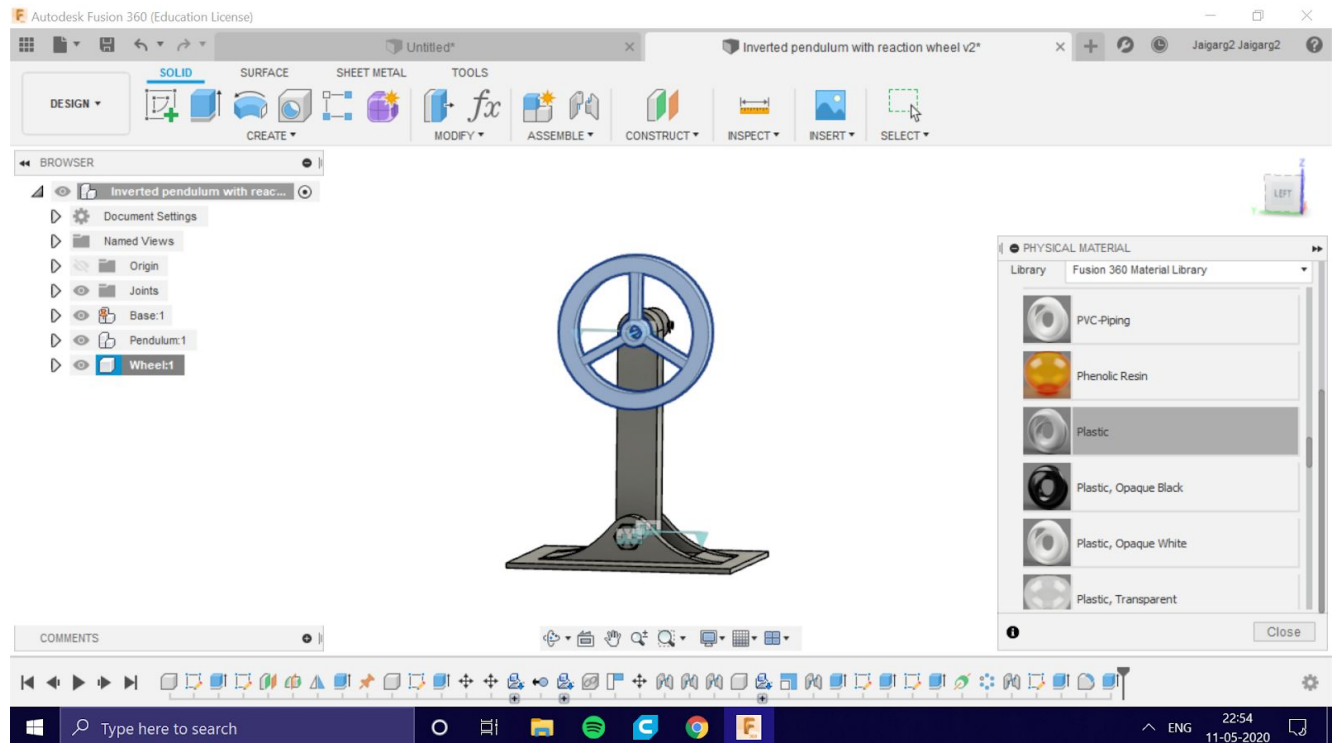 Autodesk Fusion 360 (Education License)
Untitled*
Inverted pendulum with reaction wheel v2*
Jaigarg2 Jaigarg2
SOLID SURFACE SHEET METAL TOOLS
DESIGN
fx
CREATE MODIFY ASSEMBLE CONSTRUCT INSPECT INSERT SELECT
BROWSER
Inverted pendulum with reac...
Document Settings
Named Views
Origin
Joints
Base:1
Pendulum:1
Wheel:1
Z
LEFT
Y
PHYSICAL MATERIAL
Library Fusion 360 Material Library
PVC-Piping
Phenolic Resin
Plastic
Plastic, Opaque Black
Plastic, Opaque White
Plastic, Transparent
Close
COMMENTS
Type here to search
ENG
22:54
11-05-2020